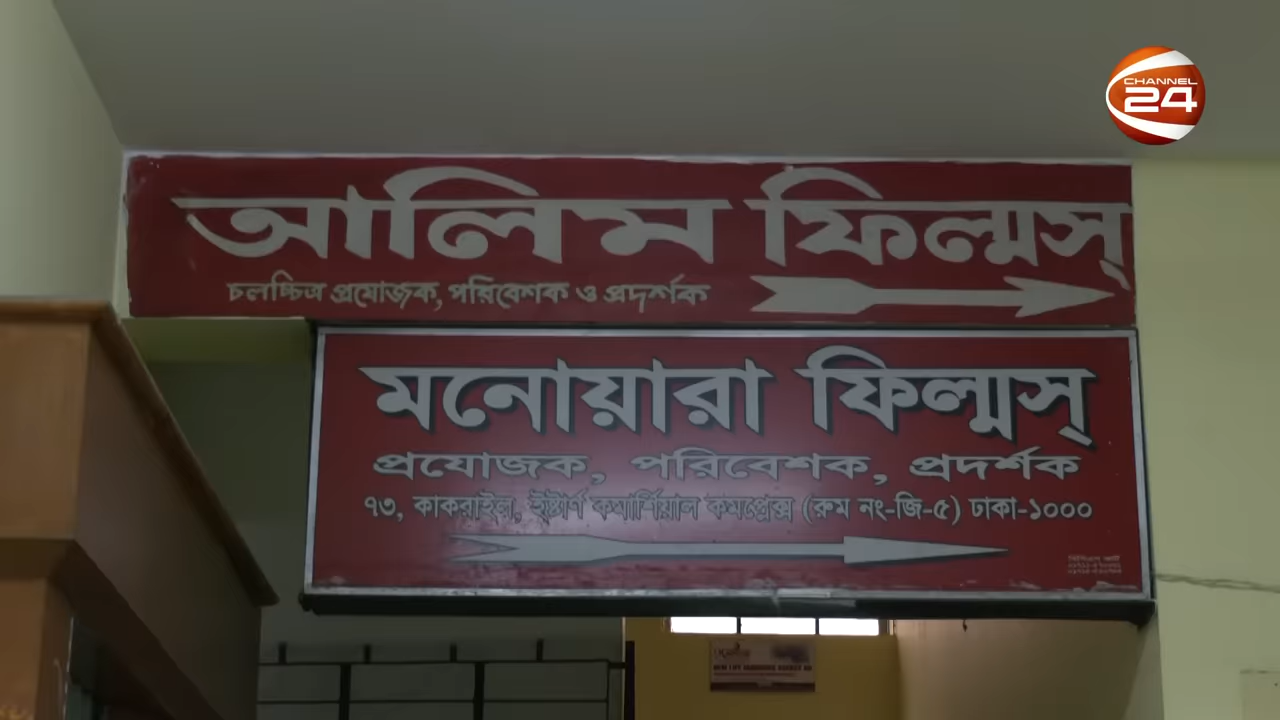 CHANNEL
24
আলিম ফিল্মস্
চলচ্চিত্র প্রযোজক, পরিবেশক ও প্রদর্শক
মনোয়ারা ফিল্মস্
প্রযোজক, পরিবেশক, প্রদর্শক
৭৩, কাকরাইল, ইষ্টার্ণ কমার্শিয়াল কমপ্লেক্স (রুম নং-জি-৫) ঢাকা-১০০০